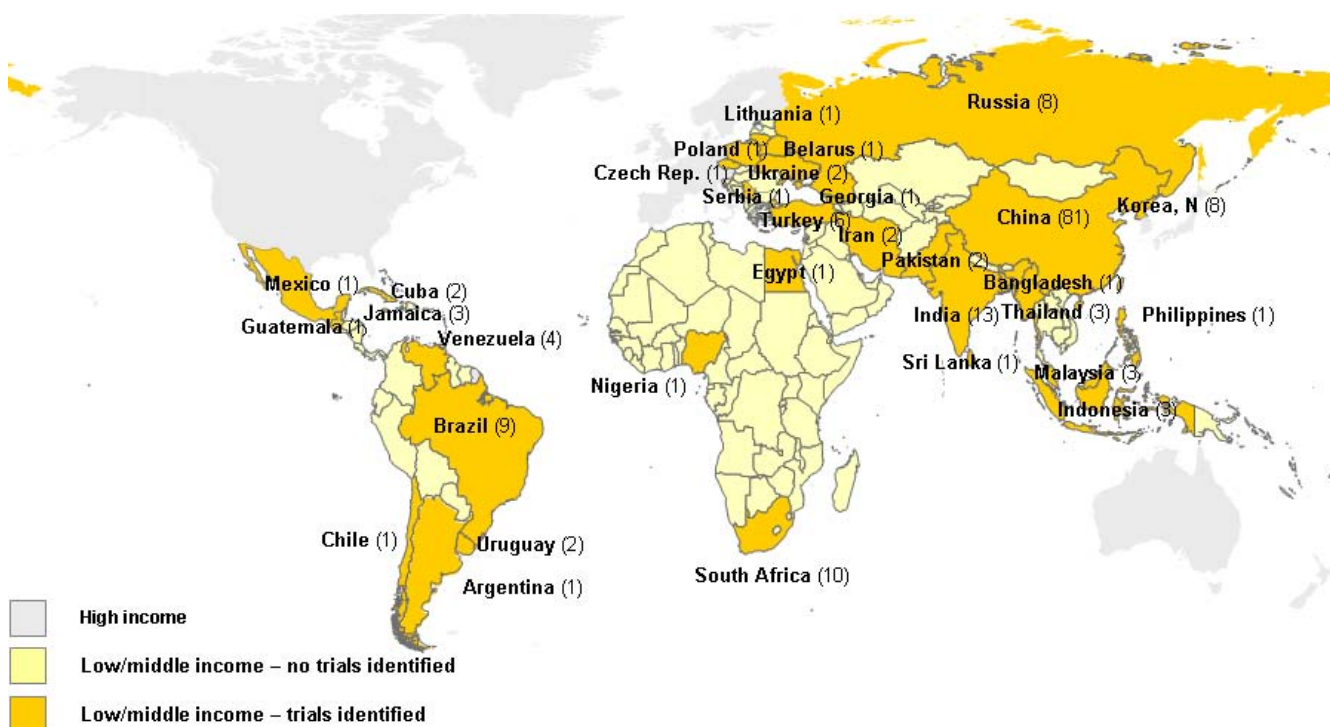 Russia (8)
Lithuania (1)
Poland (1) Belarus (1)
Czech Rep. (1) Ukraine (2)
Serbia (1) Georgia (1)
Korea, N (8)
China (81)
Turkey (6)
Iran (2)
Pakistan (2)
Egypt (1)
Bangladesh (1)
Mexico (1)
Cuba (2)
Jamaica (3)
Guatemala (1)
Venezuela (4)
India (13)
Thailand (3)
Philippines (1)
Sri Lanka (1)
Malaysia (3)
Nigeria (1)
Indonesia (3)
Brazil (9)
Chile (1)
Uruguay (2)
South Africa (10)
Argentina (1)
High income
Low/middle income – no trials identified
Low/middle income – trials identified